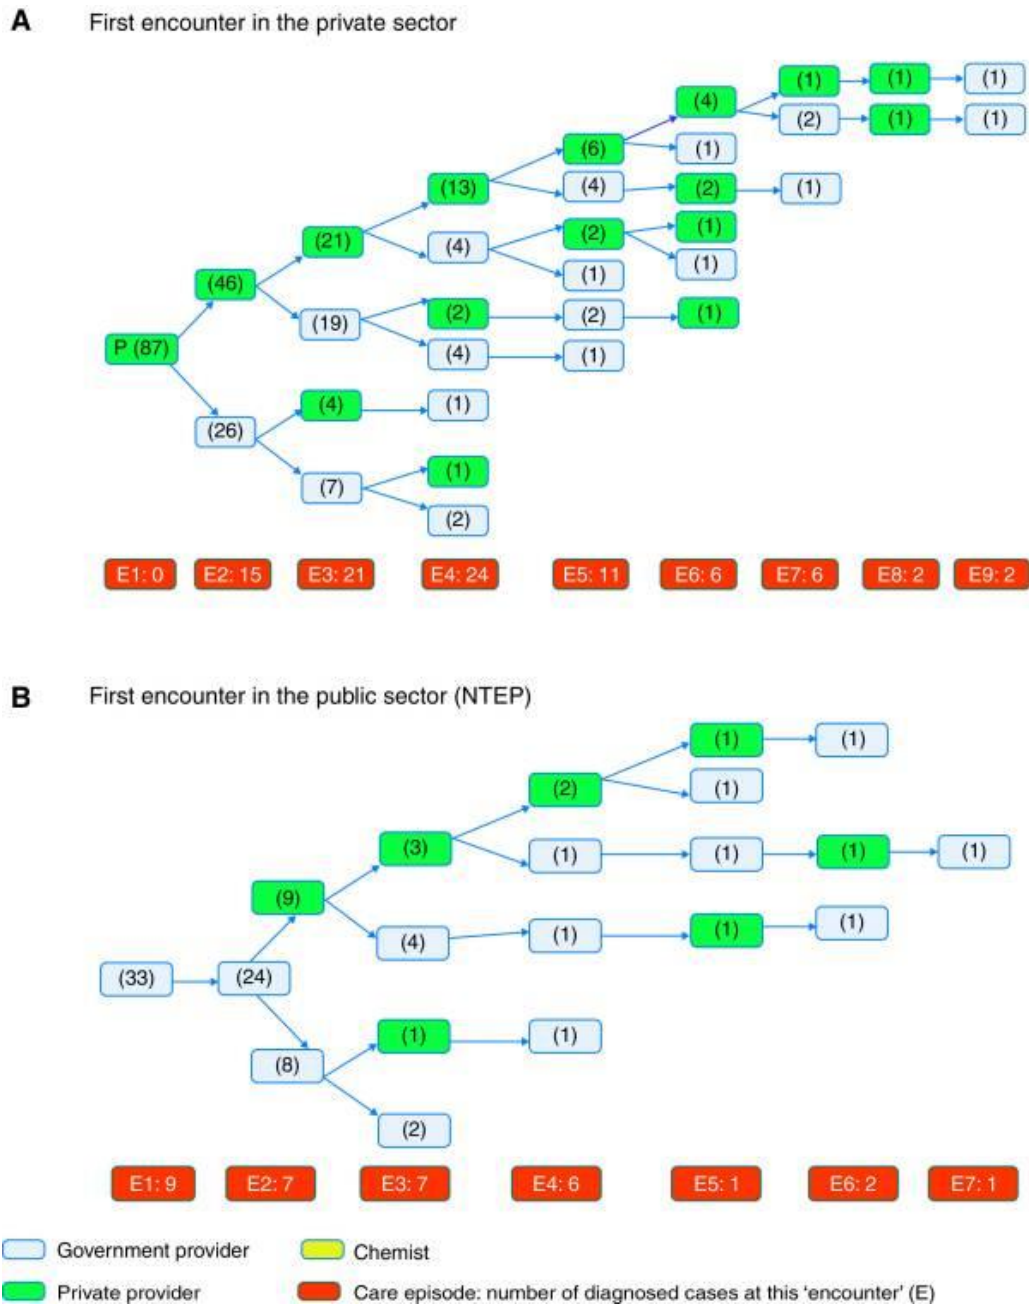 A First encounter in the private sector
(1) (1) (1)
(4)
(2) (1) (1)
(6) (1)
(13) (4) (2) (1)
(21) (2) (1)
(4) (1)
(46) (1)
(19) (2) (2) (1)
P (87) (4) (1)
(26) (4) (1)
(7) (1)
(2)
E1: 0 E2: 15 E3: 21 E4: 24 E5: 11 E6: 6 E7: 6 E8: 2 E9: 2
B First encounter in the public sector (NTEP)
(1) (1)
(2) (1)
(3) (1) (1) (1) (1)
(9)
(4) (1) (1) (1)
(33) (24)
(1) (1)
(8)
(2)
E1: 9 E2: 7 E3: 7 E4: 6 E5: 1 E6: 2 E7: 1
Government provider Chemist
Private provider Care episode: number of diagnosed cases at this 'encounter' (E)